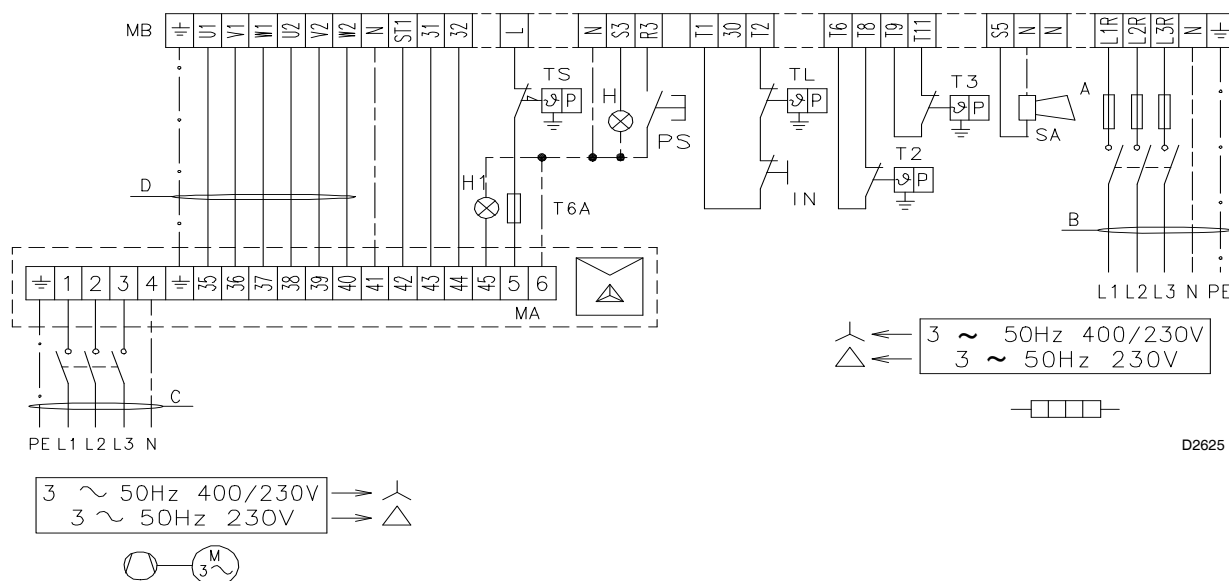 MB U1 V1 W1 U2 V2 W2 N ST1 31 32 L N S3 R3 T1 30 T2 T6 T8 T9 T11 S5 N N L1R L2R L3R N
TS P H PS TL P T3 P SA A
T2 P
D H1 T6A IN B
1 2 3 4 35 36 37 38 39 40 41 42 43 44 45 5 6
MA
L1 L2 L3 N PE
3 ~ 50Hz 400/230V
3 ~ 50Hz 230V
C
PE L1 L2 L3 N
D2625
3 ~ 50Hz 400/230V
3 ~ 50Hz 230V
M
3~